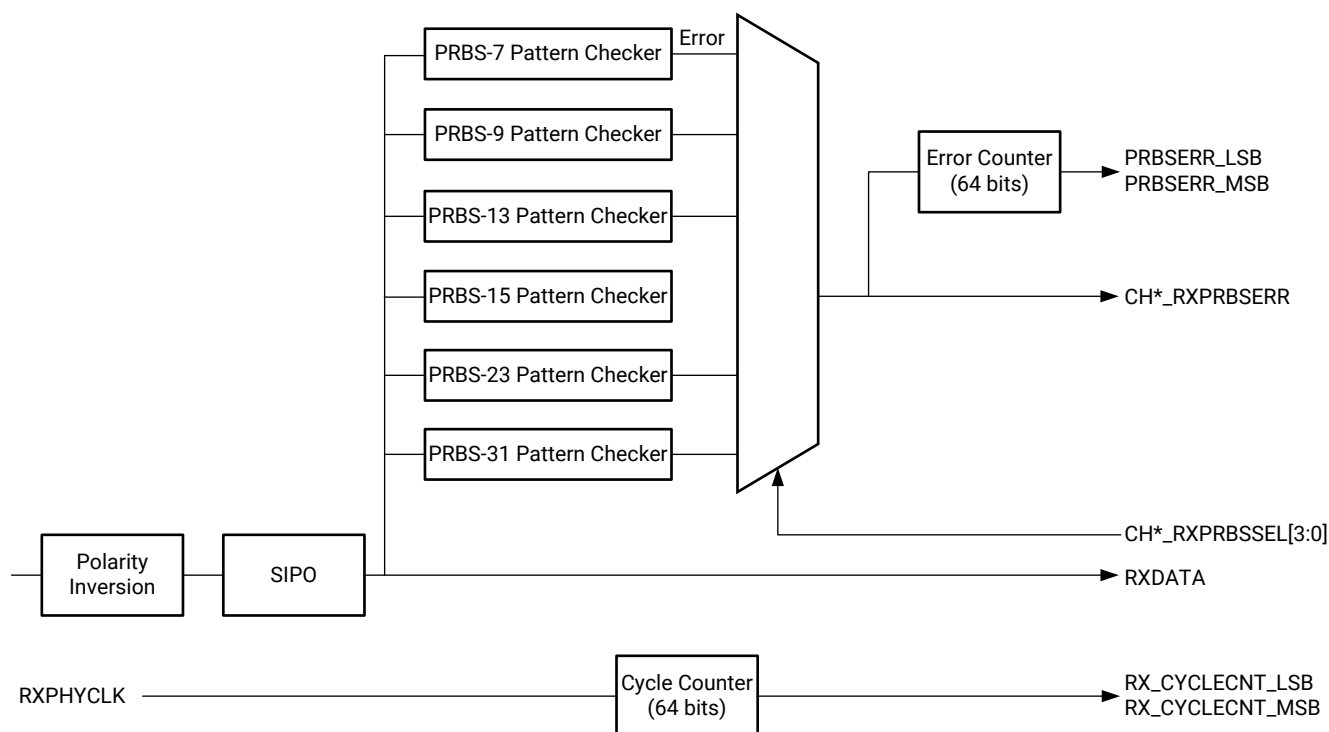 PRBS-7 Pattern Checker
Error
PRBS-9 Pattern Checker
PRBS-13 Pattern Checker
PRBS-15 Pattern Checker
PRBS-23 Pattern Checker
PRBS-31 Pattern Checker
Error Counter
(64 bits)
PRBSERR_LSB
PRBSERR_MSB
CH*_RXPRBSERR
CH*_RXPRBSSEL[3:0]
Polarity
Inversion
SIPO
RXDATA
RXPHYCLK
Cycle Counter
(64 bits)
RX_CYCLECNT_LSB
RX_CYCLECNT_MSB